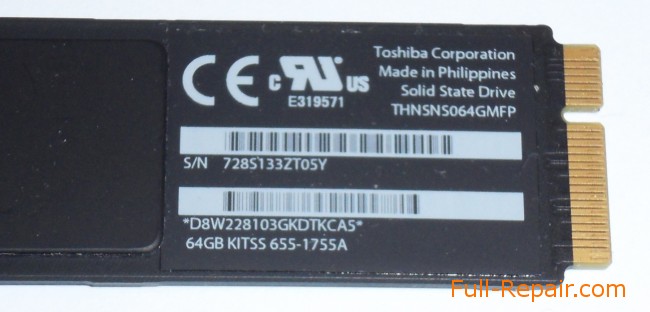 CE
c RU US
E319571
Toshiba Corporation
Made in Philippines
Solid State Drive
THNSNS064GMFP
S/N 728S133ZT05Y
*D8W228103GKDTKCA5*
64GB KITSS 655-1755A
Full-Repair.com